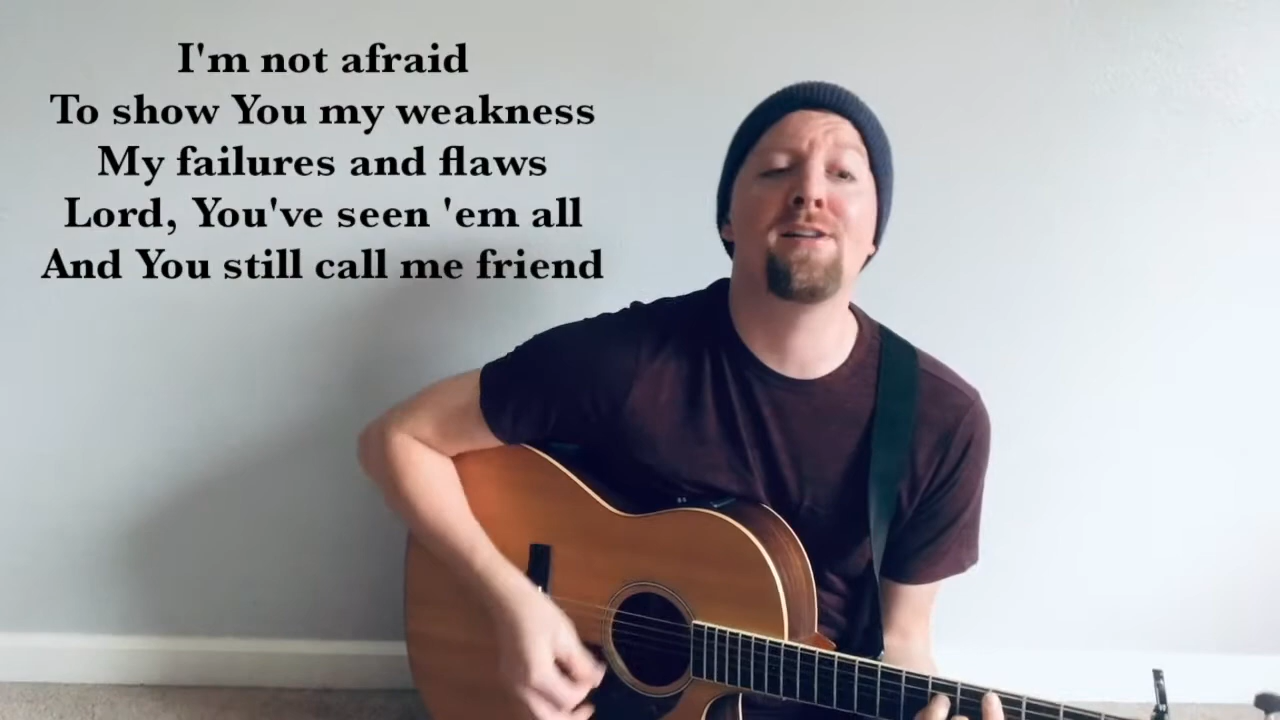 I'm not afraid
To show You my weakness
My failures and flaws
Lord, You've seen 'em all
And You still call me friend